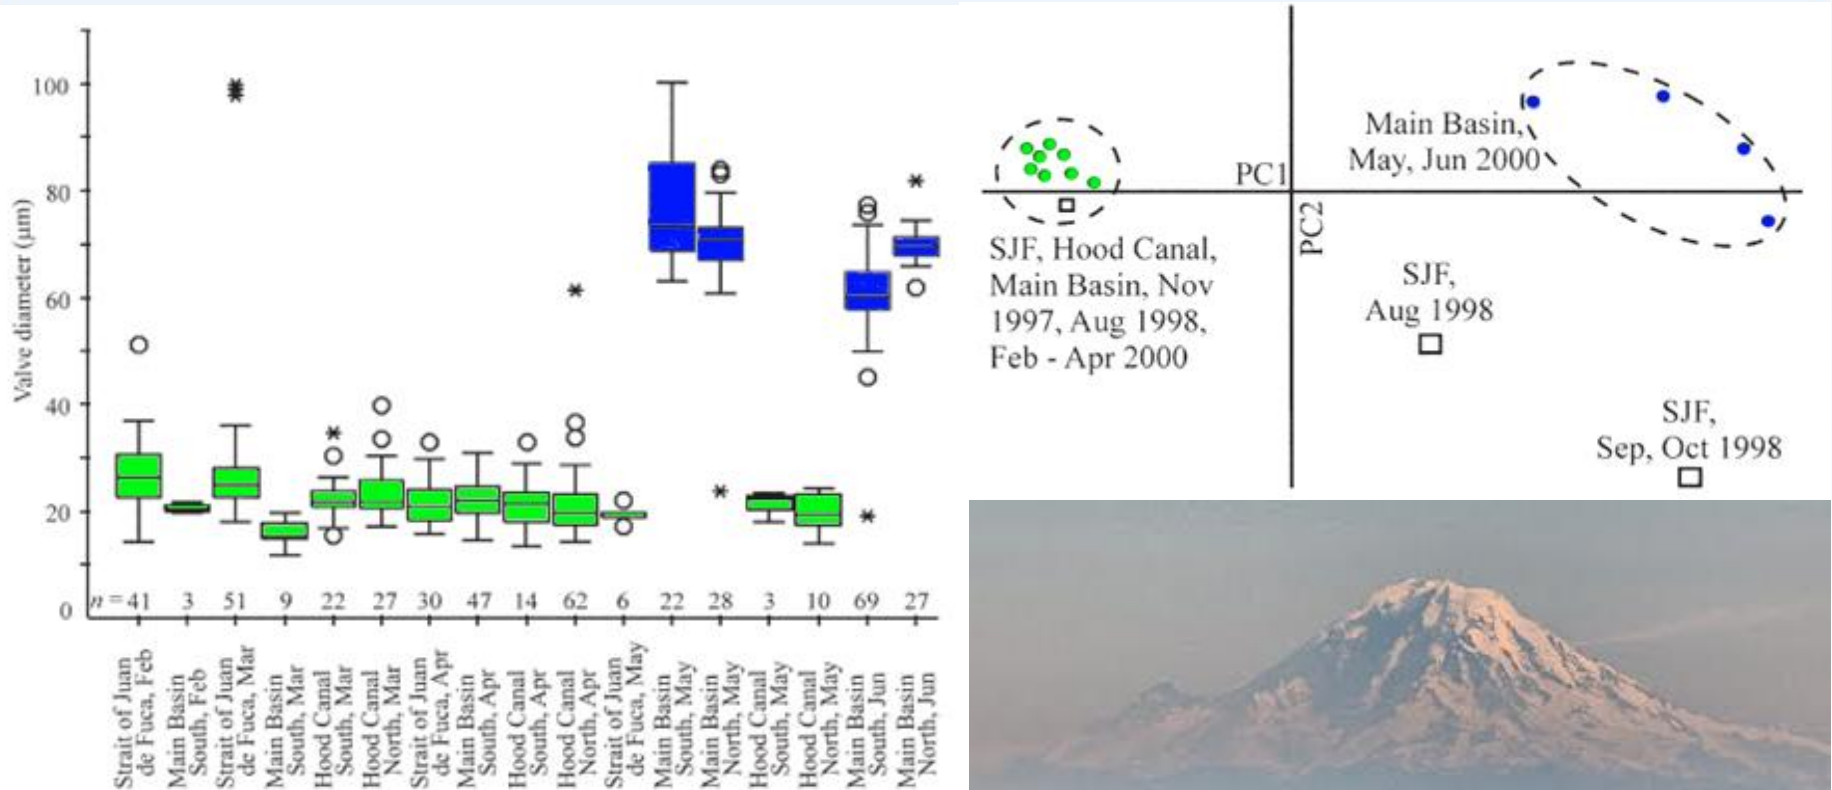 Valve diameter (μm)
100
80
60
40
20
0
n = 41 3 51 9 22 27 30 47 14 62 6 22 28 3 10 69 27
Strait of Juan
de Fuca, Feb
Main Basin
South, Feb
Strait of Juan
de Fuca, Mar
Main Basin
South, Mar
Hood Canal
South, Mar
Hood Canal
North, Mar
Strait of Juan
de Fuca, Apr
Main Basin
South, Apr
Hood Canal
South, Apr
Hood Canal
North, Apr
Strait of Juan
de Fuca, May
Main Basin
South, May
Main Basin
North, May
Hood Canal
South, May
Hood Canal
North, May
Main Basin
South, Jun
Main Basin
North, Jun
Main Basin,
May, Jun 2000
PC1
PC2
SJF, Hood Canal,
Main Basin, Nov
1997, Aug 1998,
Feb - Apr 2000
SJF,
Aug 1998
SJF,
Sep, Oct 1998